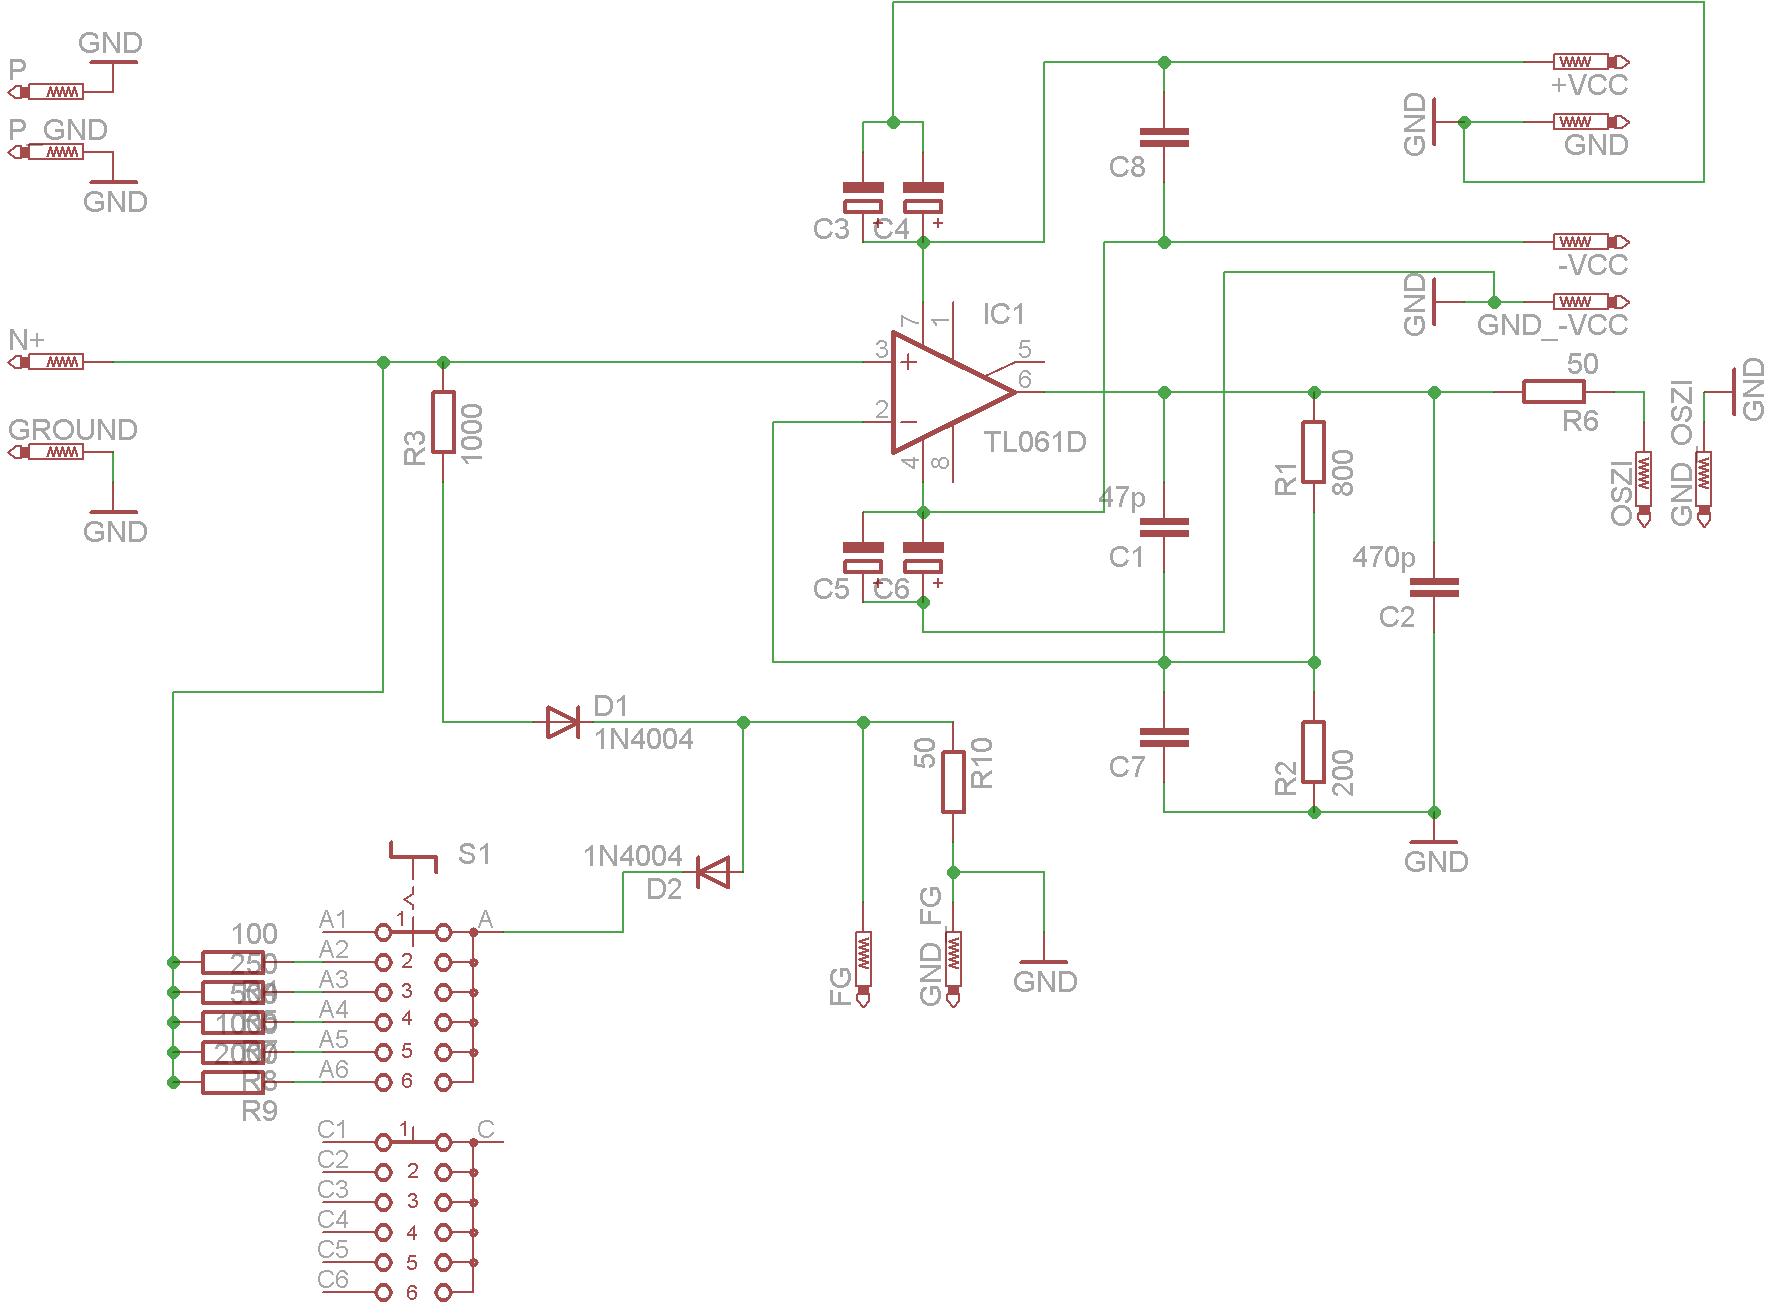 GND
P
P_GND
GND
+VCC
GND
GND
C8
C3
C4
+
+
-VCC
GND
GND_-VCC
N+
7
1
IC1
3
+
5
6
2
-
4
8
TL061D
50
R6
GND
OSZI
GND_OSZI
GROUND
GND
R3
1000
R1
800
47p
C1
C5
C6
+
+
470p
C2
D1
1N4004
50
R10
C7
R2
200
GND
1N4004
D2
S1
FG
GND_FG
GND
100
250
500
1000
2000
R8
R9
A1
1
A
A2
2
A3
3
A4
4
A5
5
A6
6
C1
1
C
C2
2
C3
3
C4
4
C5
5
C6
6